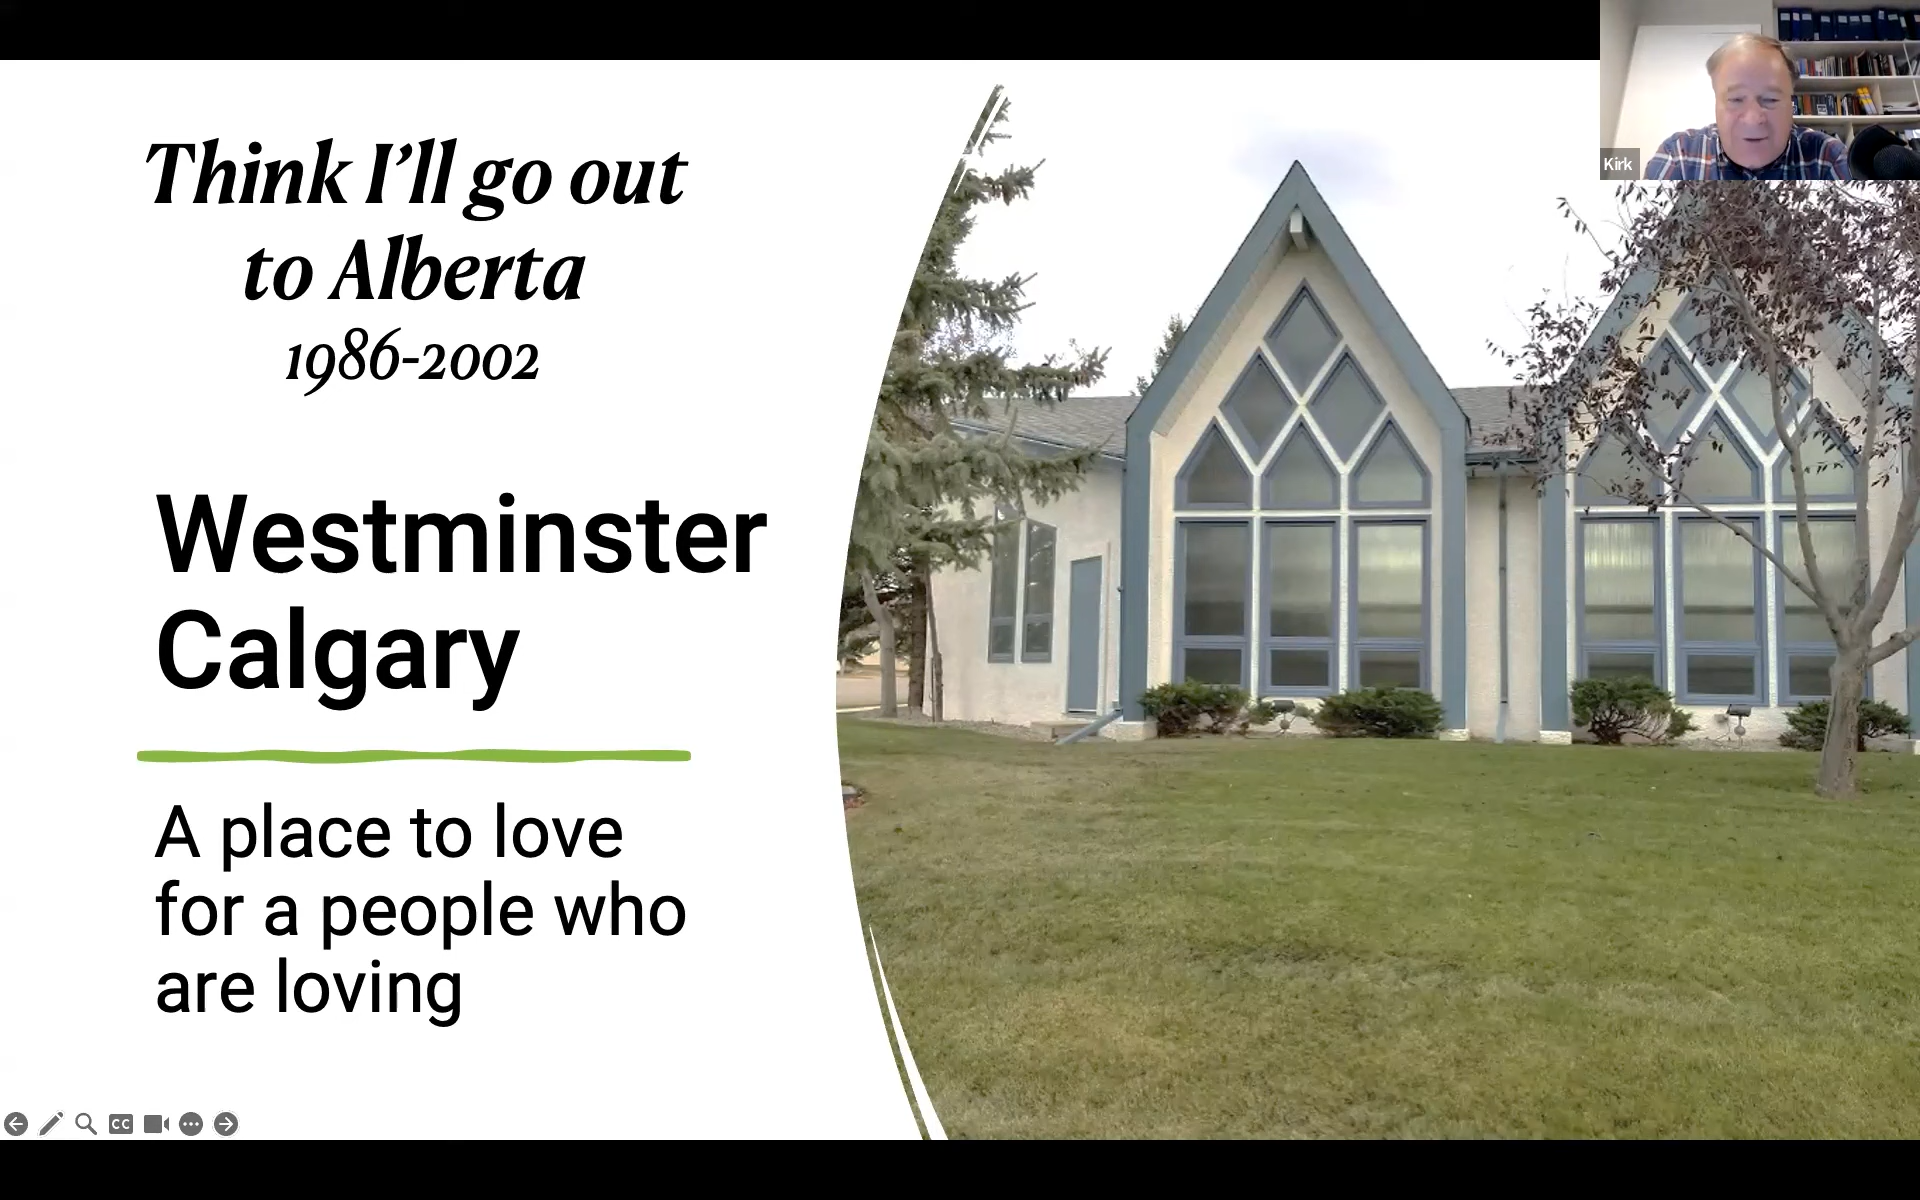 Think I’ll go out
to Alberta
1986-2002
Westminster
Calgary
A place to love
for a people who
are loving
Kirk
CC